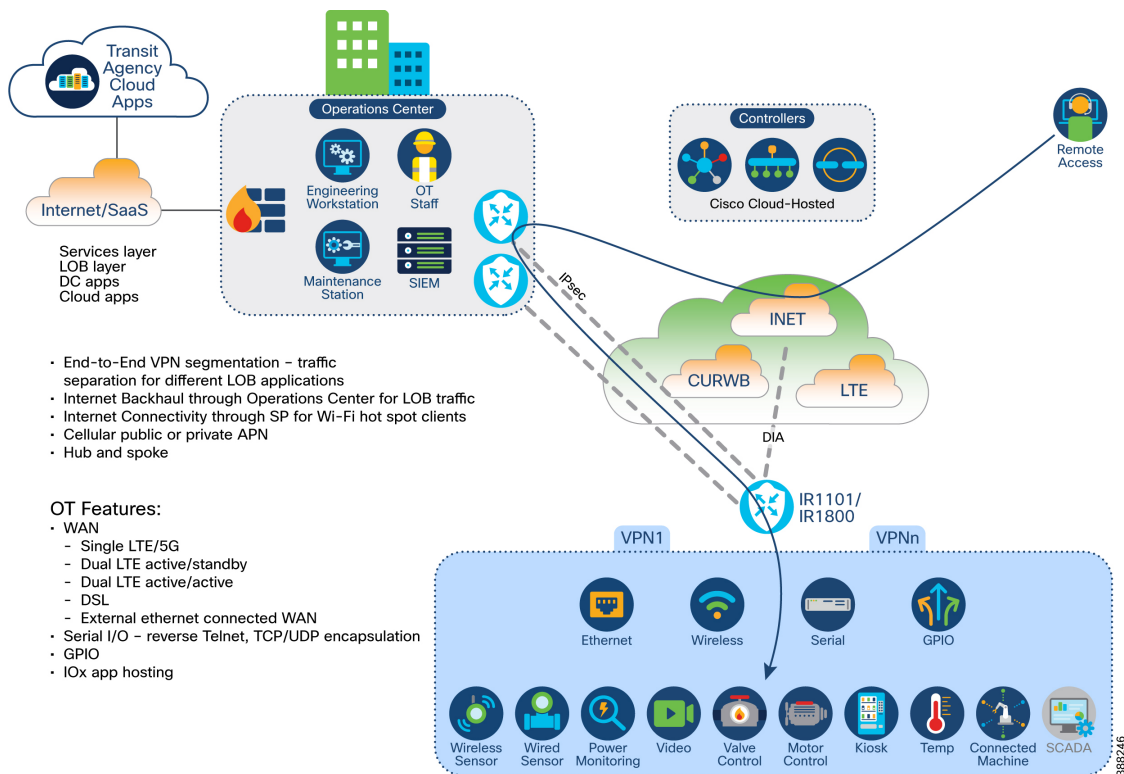 Transit
Agency
Cloud
Apps
Operations Center
Engineering
Workstation
OT
Staff
Maintenance
Station
SIEM
Internet/SaaS
Services layer
LOB layer
DC apps
Cloud apps
Controllers
Cisco Cloud-Hosted
Remote
Access
IPsec
INET
CURWB
LTE
DIA
IR1101/
IR1800
• End-to-End VPN segmentation – traffic
separation for different LOB applications
• Internet Backhaul through Operations Center for LOB traffic
• Internet Connectivity through SP for Wi-Fi hot spot clients
• Cellular public or private APN
• Hub and spoke
OT Features:
• WAN
– Single LTE/5G
– Dual LTE active/standby
– Dual LTE active/active
– DSL
– External ethernet connected WAN
• Serial I/O – reverse Telnet, TCP/UDP encapsulation
• GPIO
• IOx app hosting
VPN1
VPNn
Ethernet
Wireless
Serial
GPIO
Wireless
Sensor
Wired
Sensor
Power
Monitoring
Video
Valve
Control
Motor
Control
Kiosk
Temp
Connected
Machine
SCADA
388246